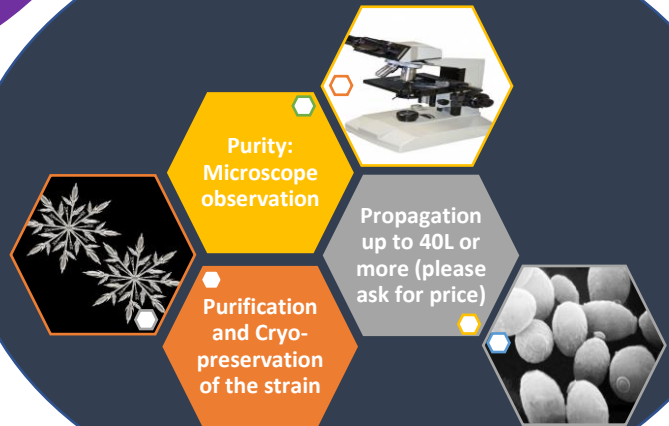 Purity:
Microscope
observation
Propagation
up to 40L or
more (please
ask for price)
Purification
and Cryo-
preservation
of the strain